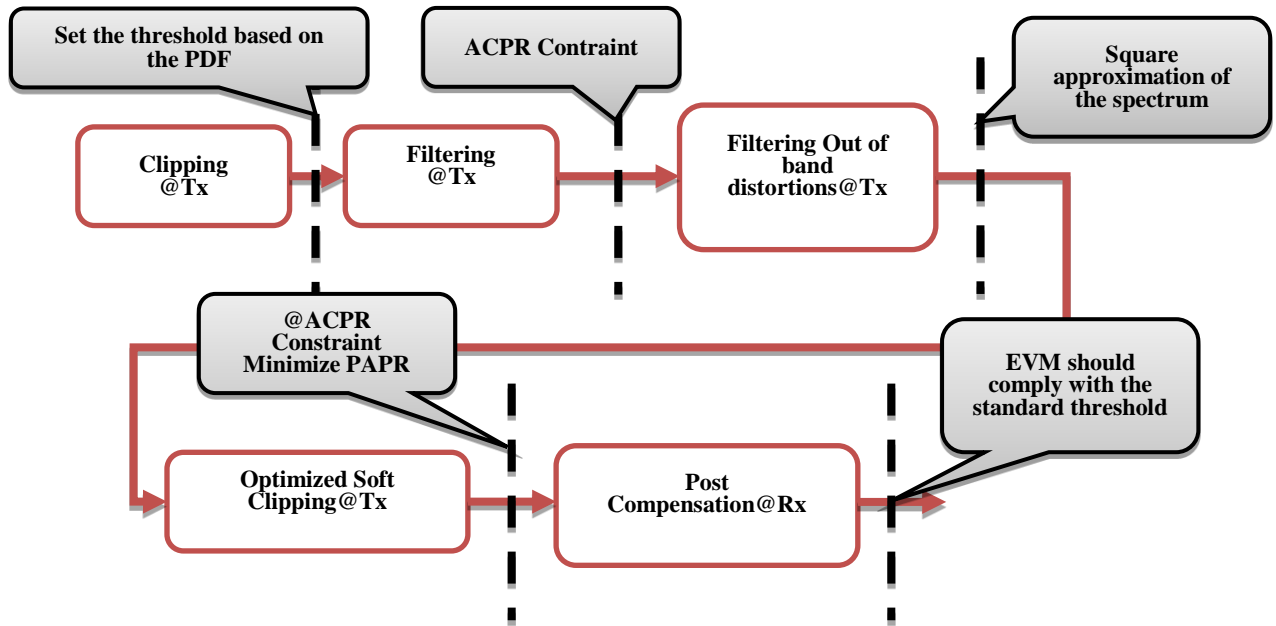 Set the threshold based on
the PDF
ACPR Contraint
Square
approximation of
the spectrum
Clipping
@Tx
Filtering
@Tx
Filtering Out of
band
distortions@Tx
@ACPR
Constraint
Minimize PAPR
EVM should
comply with the
standard threshold
Optimized Soft
Clipping@Tx
Post
Compensation@Rx